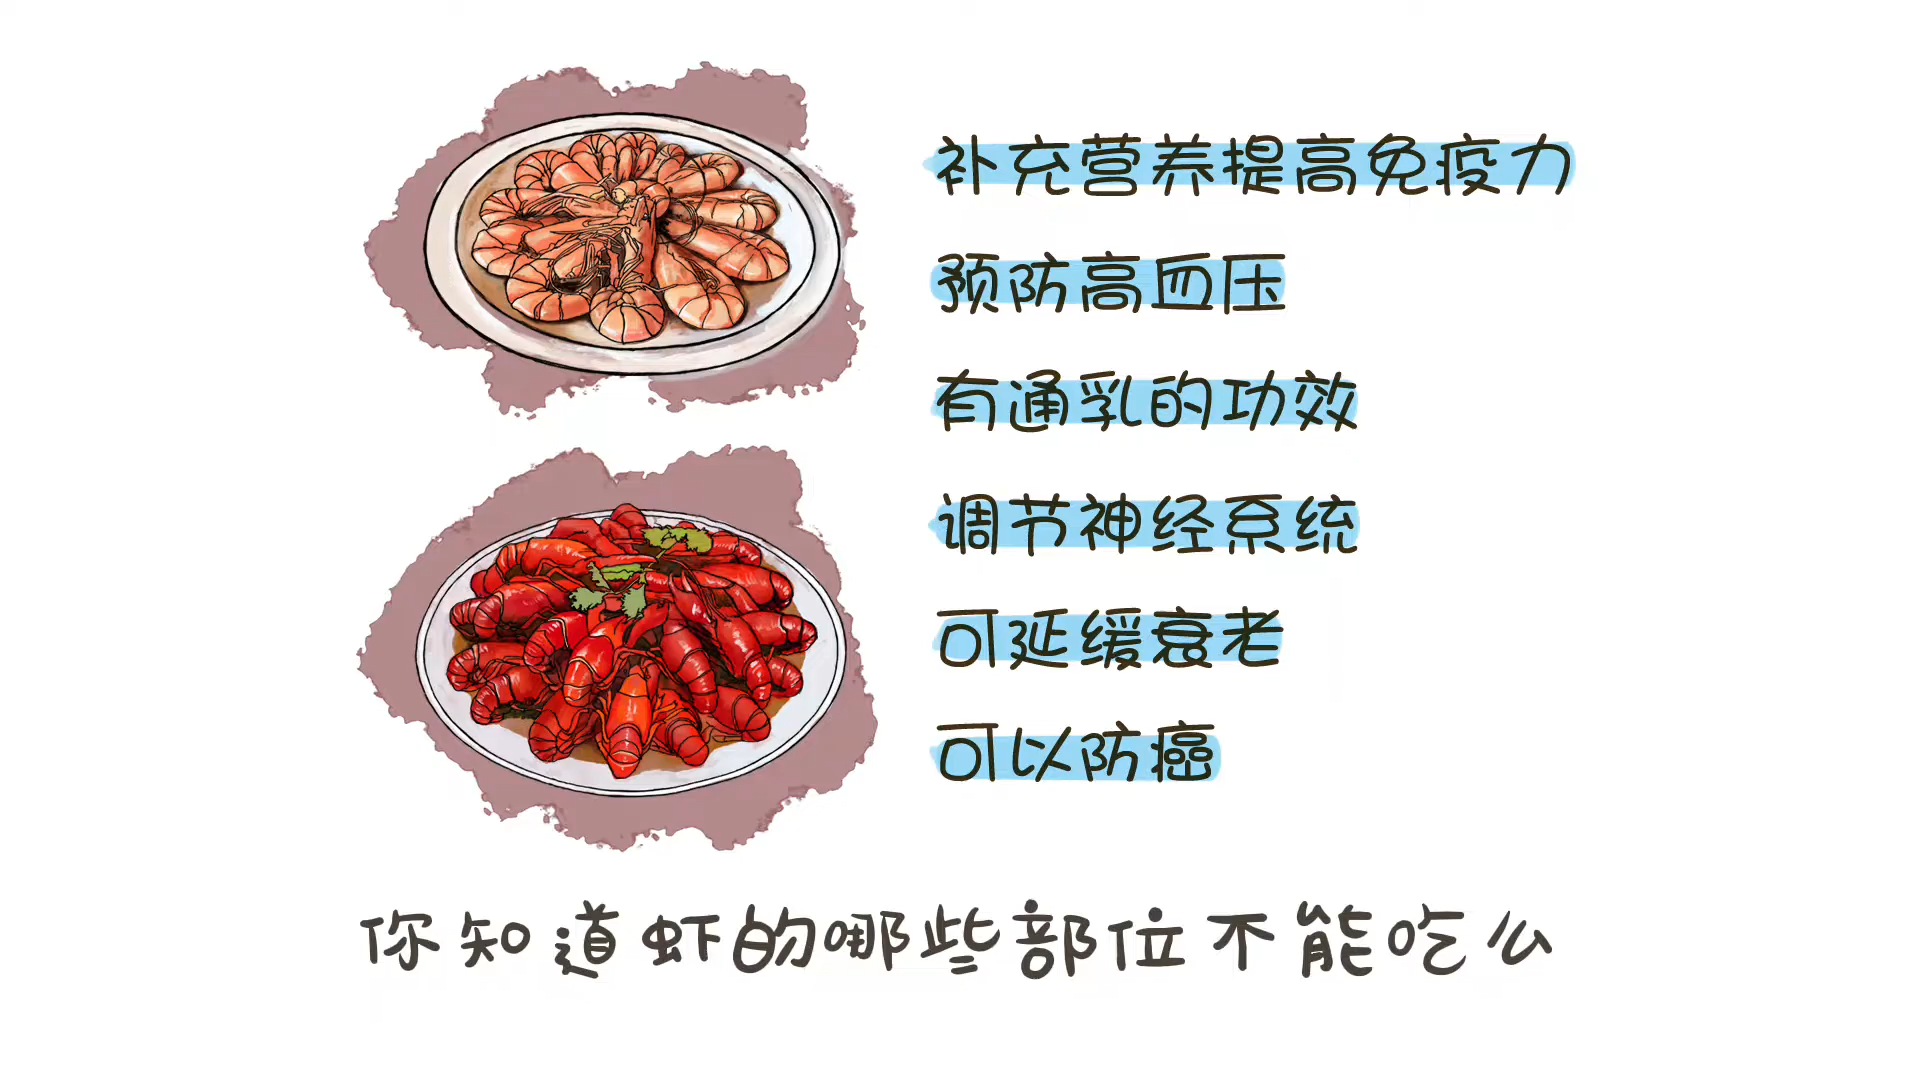 补充营养提高免疫力
预防高血压
有通乳的功效
调节神经系统
可延缓衰老
可以防癌
你知道虾的哪些部位不能吃么